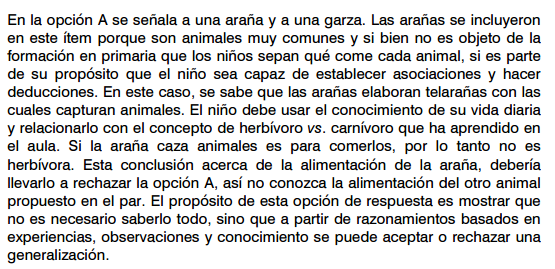 En la opción A se señala a una araña y a una garza. Las arañas se incluyeron
en este ítem porque son animales muy comunes y si bien no es objeto de la
formación en primaria que los niños sepan qué come cada animal, si es parte
de su propósito que el niño sea capaz de establecer asociaciones y hacer
deducciones. En este caso, se sabe que las arañas elaboran telarañas con las
cuales capturan animales. El niño debe usar el conocimiento de su vida diaria
y relacionarlo con el concepto de herbívoro vs. carnívoro que ha aprendido en
el aula. Si la araña caza animales es para comerlos, por lo tanto no es
herbívora. Esta conclusión acerca de la alimentación de la araña, debería
llevarlo a rechazar la opción A, así no conozca la alimentación del otro animal
propuesto en el par. El propósito de esta opción de respuesta es mostrar que
no es necesario saberlo todo, sino que a partir de razonamientos basados en
experiencias, observaciones y conocimiento se puede aceptar o rechazar una
generalización.